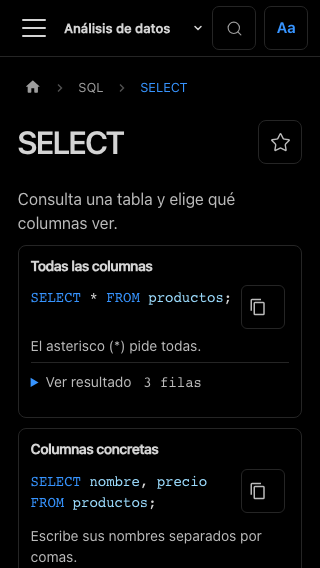 Análisis de datos
Aa
SQL
SELECT
SELECT
Consulta una tabla y elige qué
columnas ver.
Todas las columnas
SELECT * FROM productos;
El asterisco (*) pide todas.
Ver resultado 3 filas
Columnas concretas
SELECT nombre, precio
FROM productos;
Escribe sus nombres separados por
comas.